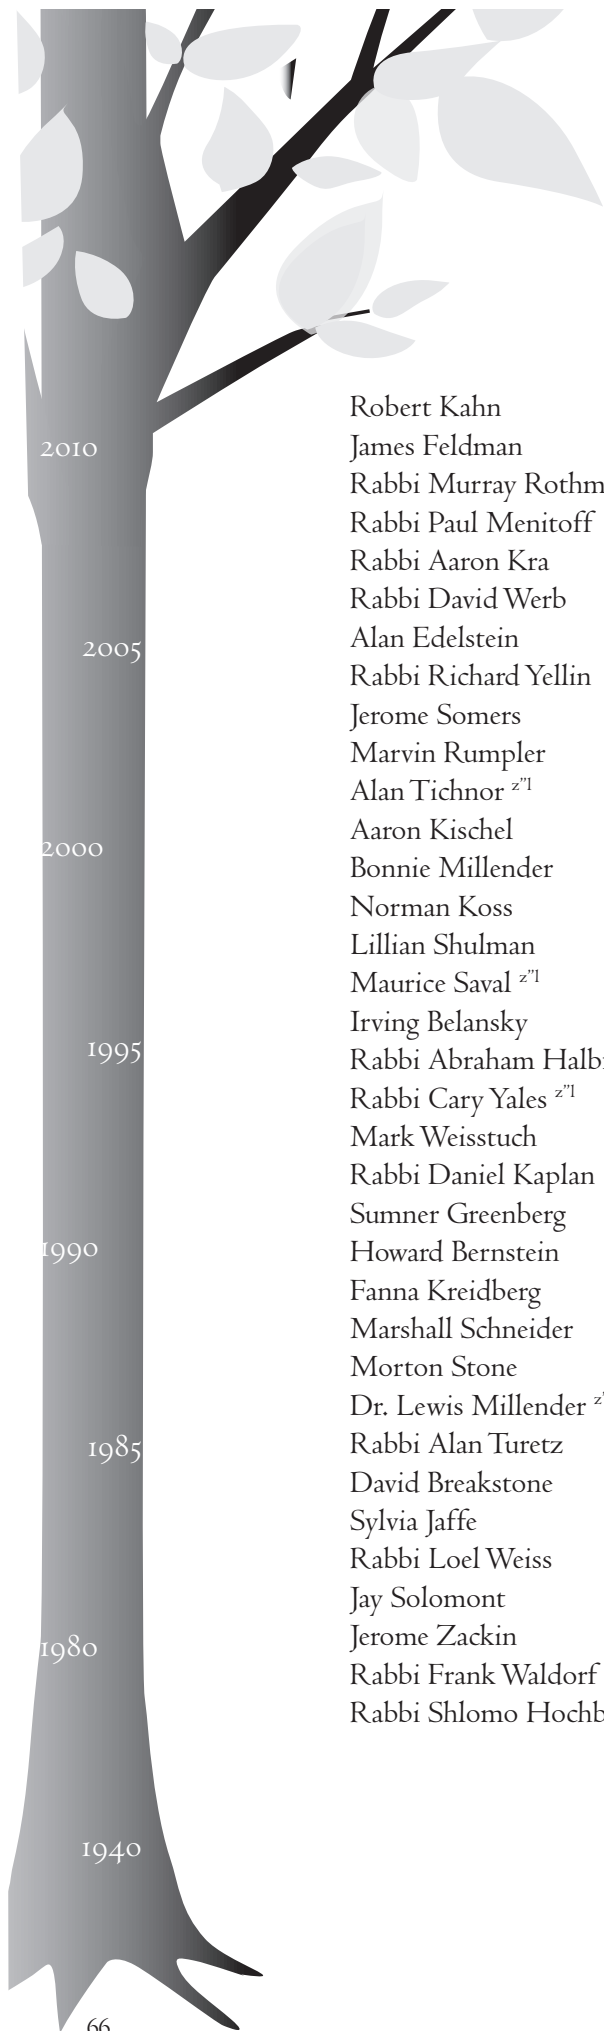 Robert Kahn
2010
James Feldman
Rabbi Murray
Rabbi Paul Menitoff
Rabbi Aaron Kra
Rabbi David Werb
Alan Edelstein
2005
Rabbi Richard Yellin
Jerome Somers
Marvin Rumpler
Alan Tichnor z”l
Aaron Kischel
2000
Bonnie Millender
Norman Koss
Lillian Shulman
Maurice Saval z”l
Irving Belansky
1995
Rabbi Abraham
Rabbi Cary Yales z”l
Mark Weisstuch
Rabbi Daniel Kaplan
Sumner Greenberg
1990
Howard Bernstein
Fanna Kreidberg
Marshall Schneider
Morton Stone
Dr. Lewis Millender
1985
Rabbi Alan Turetz
David Breakstone
Sylvia Jaffe
Rabbi Loel Weiss
Jay Solomont
Jerome Zackin
1980
Rabbi Frank Waldorf
Rabbi Shlomo
1940
66